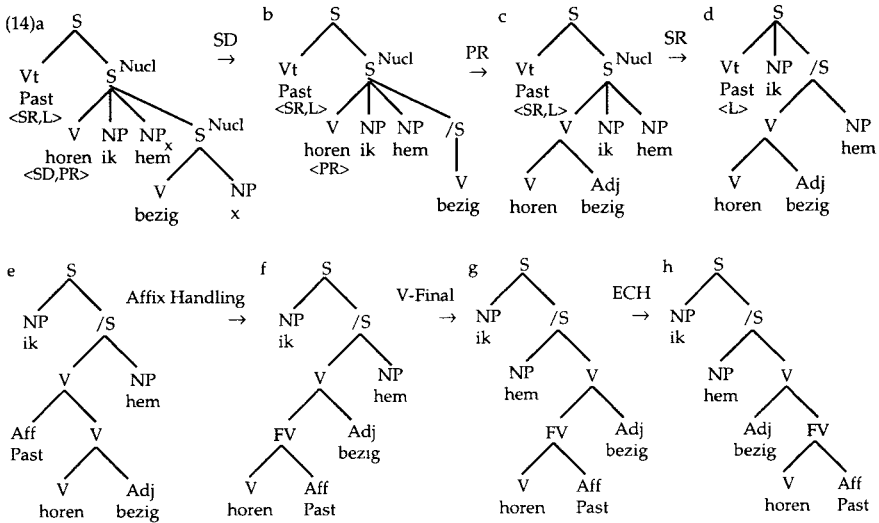 (14)a S SD b S PR c S SR d S
→ → →
Vt S Nucl Vt S Nucl Vt S Nucl Vt NP /S
Past Past Past Past ik
<SR,L> <SR,L> <SR,L> <L>
V NP NP S Nucl V NP NP /S V NP NP V NP
horen ik hem x horen ik hem ik hem hem
<SD,PR> <PR>
V NP V V Adj V Adj
bezig x bezig horen bezig horen bezig
e S Affix Handling f S V-Final g S ECH h S
→ → →
NP /S NP /S NP /S NP /S
ik ik ik ik
V NP V NP NP V NP V
hem hem hem hem
Aff V FV Adj FV Adj Adj FV
Past bezig bezig bezig
V Adj V Aff V Aff V Aff
horen bezig horen Past horen Past horen Past